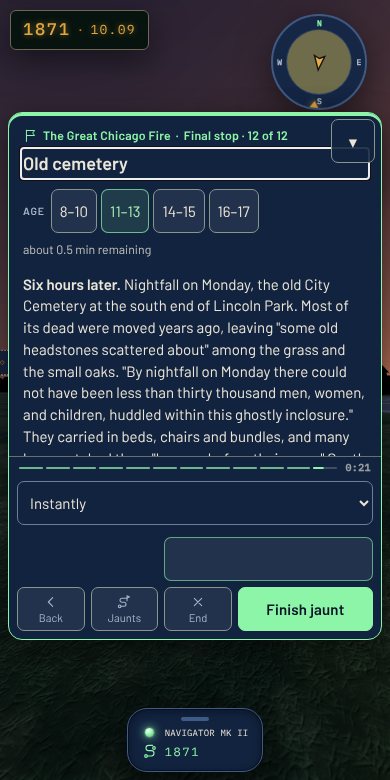 1871 · 10.09
N
W E
S
The Great Chicago Fire · Final stop · 12 of 12
Old cemetery
AGE 8–10 11–13 14–15 16–17
about 0.5 min remaining
Six hours later. Nightfall on Monday, the old City
Cemetery at the south end of Lincoln Park. Most of
its dead were moved years ago, leaving "some old
headstones scattered about" among the grass and
the small oaks. "By nightfall on Monday there could
not have been less than thirty thousand men, women,
and children, huddled within this ghostly inclosure."
They carried in beds, chairs and bundles, and many
0:21
Instantly
Back Jaunts End Finish jaunt
NAVIGATOR MK II
1871